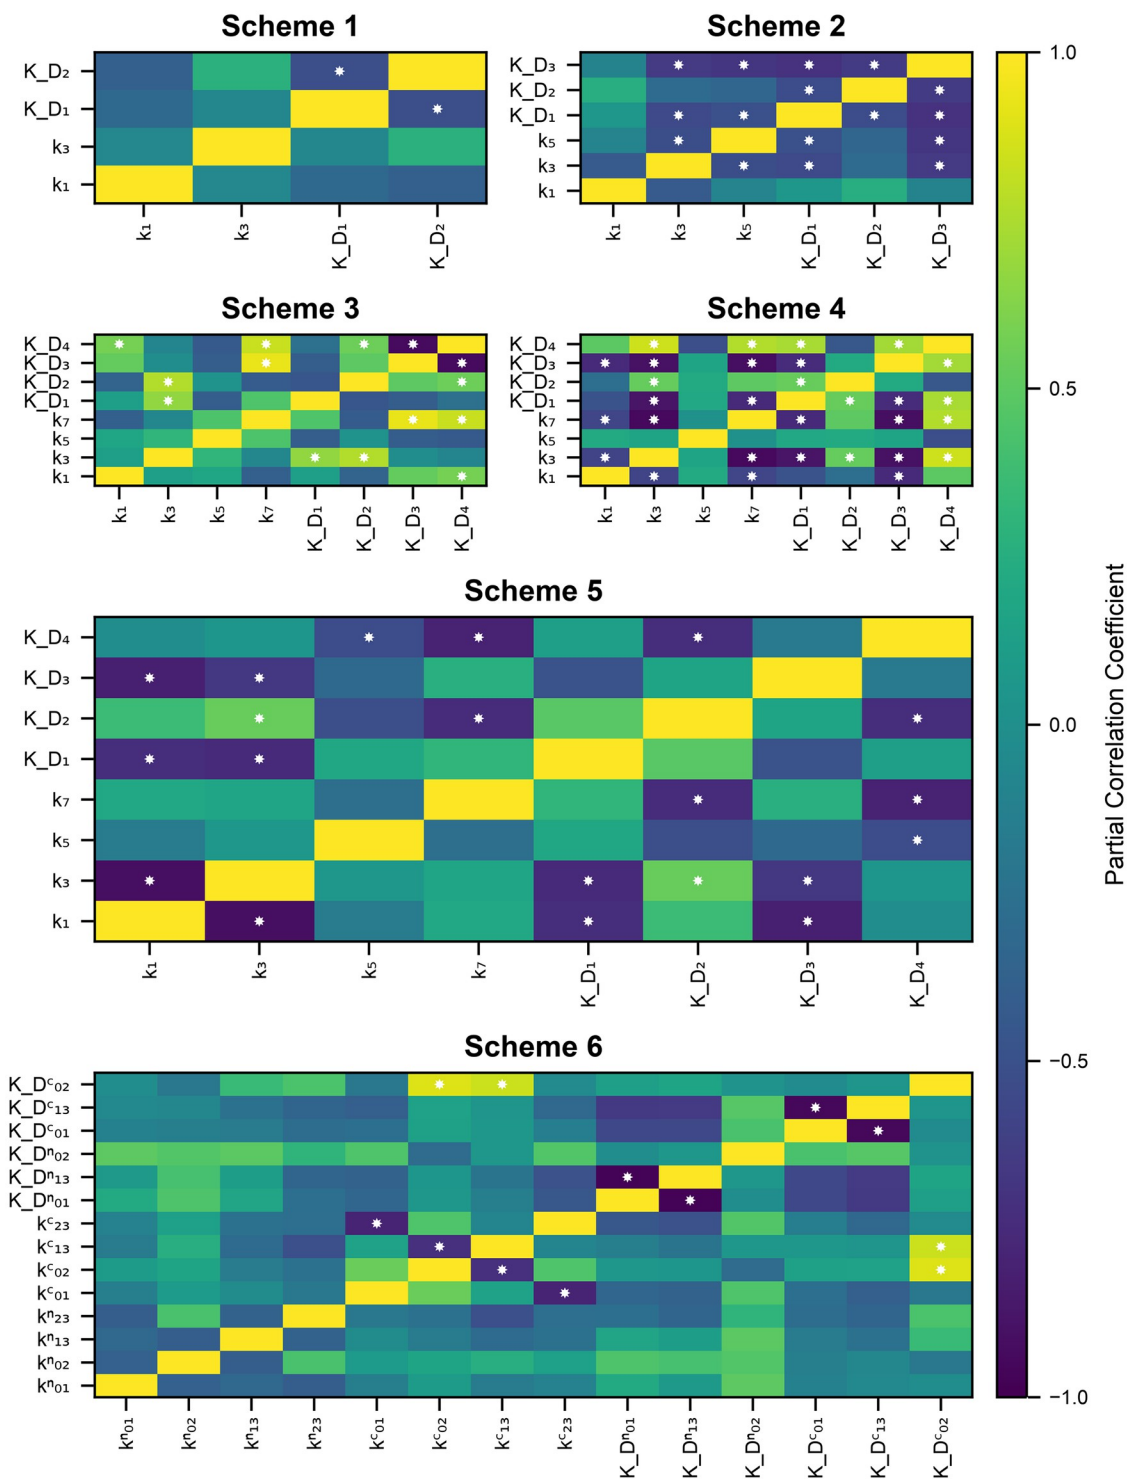 Scheme 1
K_D₂
K_D₁
k₃
k₁
k₁ k₃ K_D₁ K_D₂
Scheme 2
K_D₃
K_D₂
K_D₁
k₅
k₃
k₁
k₁ k₃ k₅ K_D₁ K_D₂ K_D₃
Scheme 3
K_D₄
K_D₃
K_D₂
K_D₁
k₇
k₅
k₃
k₁
k₁ k₃ k₅ k₇ K_D₁ K_D₂ K_D₃ K_D₄
Scheme 4
K_D₄
K_D₃
K_D₂
K_D₁
k₇
k₅
k₃
k₁
k₁ k₃ k₅ k₇ K_D₁ K_D₂ K_D₃ K_D₄
Scheme 5
K_D₄
K_D₃
K_D₂
K_D₁
k₇
k₅
k₃
k₁
k₁ k₃ k₅ k₇ K_D₁ K_D₂ K_D₃ K_D₄
Scheme 6
K_Dᶜ₀₂
K_Dᶜ₁₃
K_Dᶜ₀₁
K_Dⁿ₀₂
K_Dⁿ₁₃
K_Dⁿ₀₁
kᶜ₂₃
kᶜ₁₃
kᶜ₀₂
kᶜ₀₁
kⁿ₂₃
kⁿ₁₃
kⁿ₀₂
kⁿ₀₁
kⁿ₀₁ kⁿ₀₂ kⁿ₁₃ kⁿ₂₃ kᶜ₀₁ kᶜ₀₂ kᶜ₁₃ kᶜ₂₃ K_Dⁿ₀₁ K_Dⁿ₁₃ K_Dⁿ₀₂ K_Dᶜ₀₁ K_Dᶜ₁₃ K_Dᶜ₀₂
1.0
0.5
0.0
−0.5
−1.0
Partial Correlation Coefficient